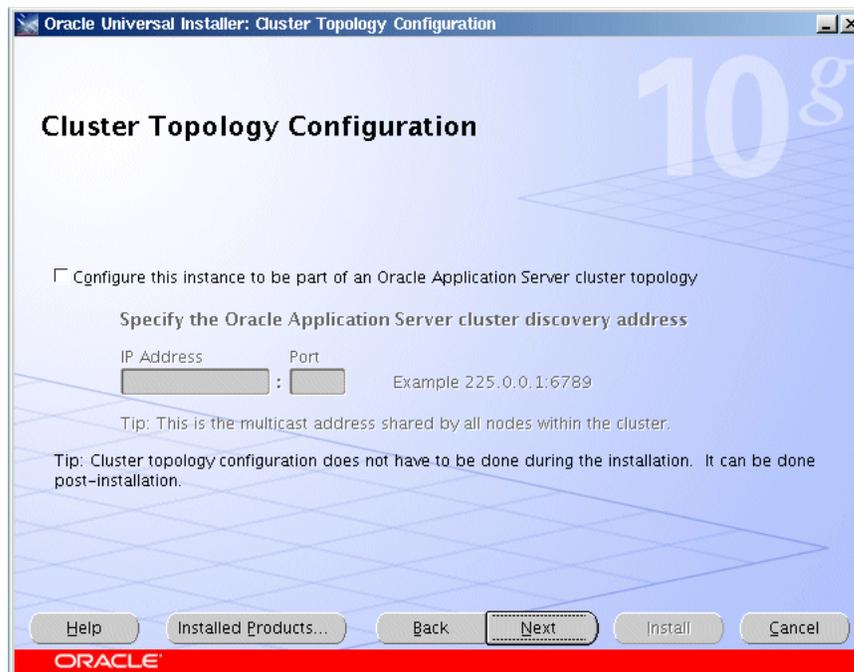 Oracle Universal Installer: Cluster Topology Configuration
10g
Cluster Topology Configuration
Configure this instance to be part of an Oracle Application Server cluster topology
Specify the Oracle Application Server cluster discovery address
IP Address Port
: Example 225.0.0.1:6789
Tip: This is the multicast address shared by all nodes within the cluster.
Tip: Cluster topology configuration does not have to be done during the installation. It can be done
post-installation.
Help Installed Products... Back Next Install Cancel
ORACLE